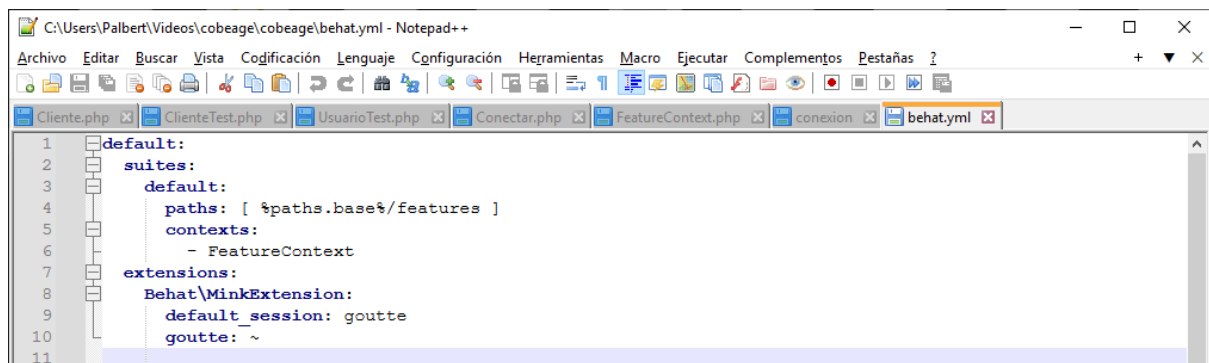 C:\Users\Palbert\Videos\cobeage\cobeage\behat.yml - Notepad++
Archivo Editar Buscar Vista Codificación Lenguaje Configuración Herramientas Macro Ejecutar Complementos Pestañas ?
Cliente.php ClienteTest.php UsuarioTest.php Conectar.php FeatureContext.php conexion behat.yml
1 default:
2   suites:
3     default:
4       paths: [ %paths.base%/features ]
5       contexts:
6         - FeatureContext
7   extensions:
8     Behat\MinkExtension:
9       default_session: goutte
10       goutte: ~
11